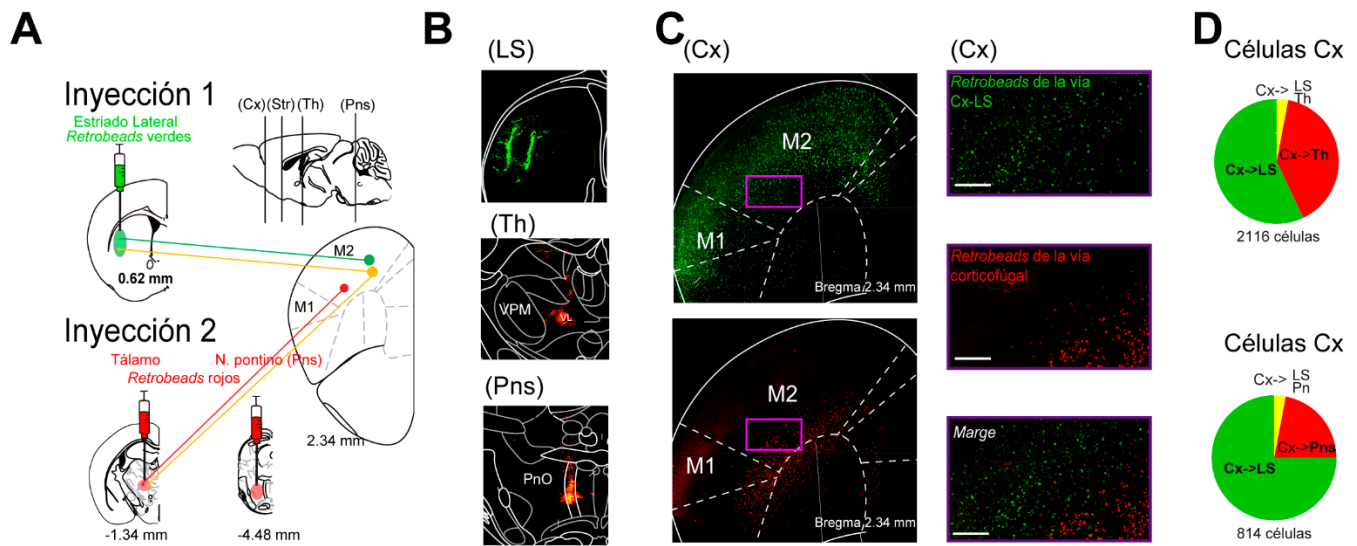 A
Inyección 1
Estriado Lateral
Retrobeads verdes
(Cx)(Str) (Th) (Pns)
0.62 mm
M2
M1
Inyección 2
Tálamo
N. pontino (Pns)
Retrobeads rojos
2.34 mm
-1.34 mm
-4.48 mm
B
(LS)
(Th)
VPM
VL
(Pns)
PnO
C
(Cx)
M2
M1
Bregma 2.34 mm
M2
M1
Bregma 2.34 mm
(Cx)
Retrobeads de la vía
Cx-LS
Retrobeads de la vía
corticofúgal
Marge
D
Células Cx
Cx-> LS
Th
Cx->Th
Cx->LS
2116 células
Células Cx
Cx-> LS
Pn
Cx->Pns
Cx->LS
814 células